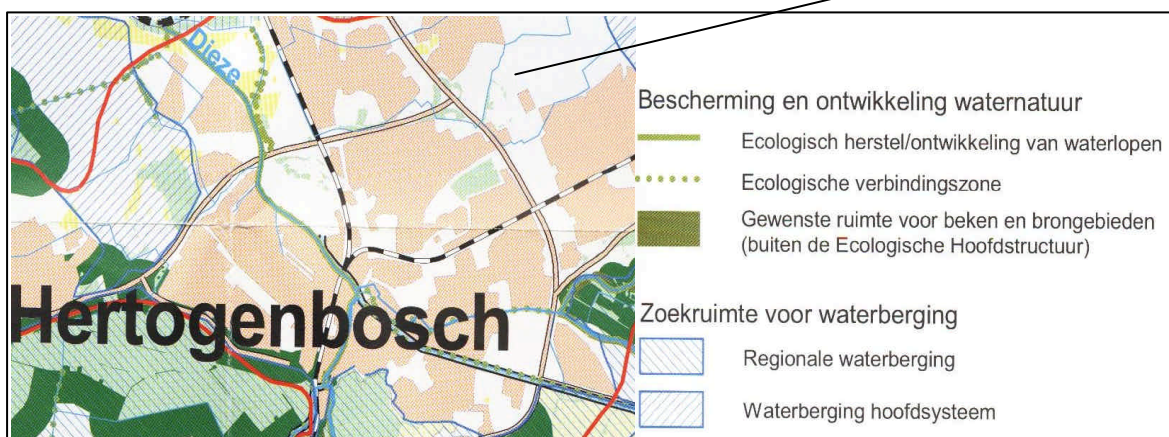 Dieze
Hertogenbosch
Bescherming en ontwikkeling waternatuur
Ecologisch herstel/ontwikkeling van waterlopen
Ecologische verbindingszone
Gewenste ruimte voor beken en brongebieden
(buiten de Ecologische Hoofdstructuur)
Zoekruimte voor waterberging
Regionale waterberging
Waterberging hoofdsysteem